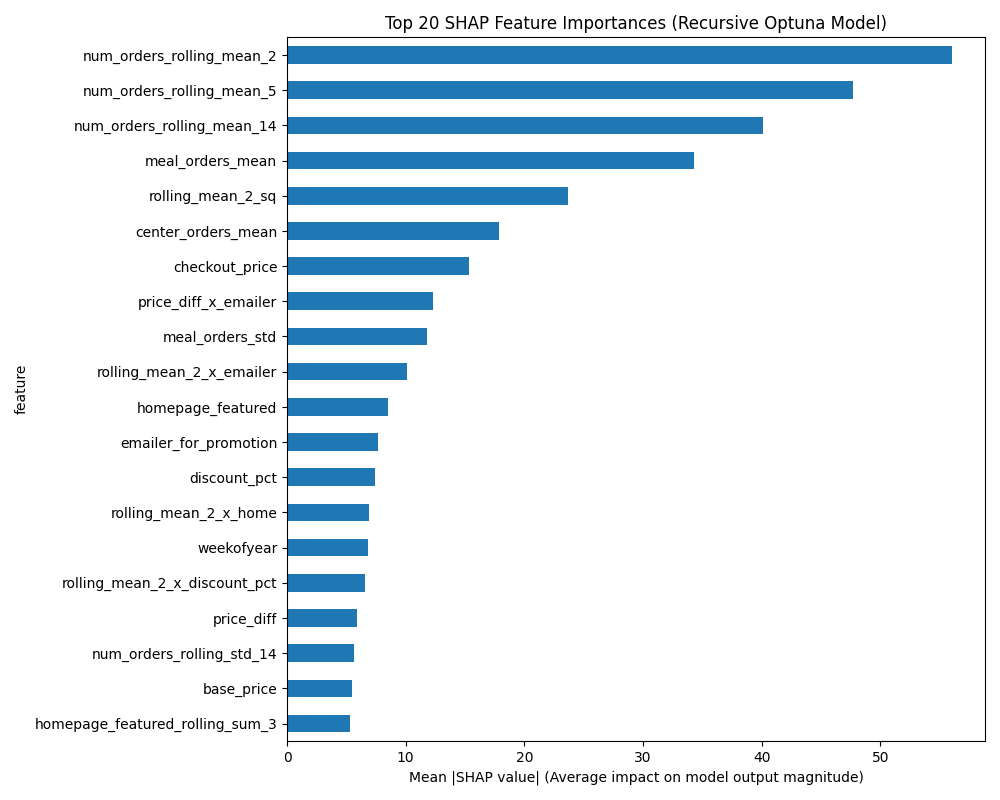 Top 20 SHAP Feature Importances (Recursive Optuna Model)
num_orders_rolling_mean_2
num_orders_rolling_mean_5
num_orders_rolling_mean_14
meal_orders_mean
rolling_mean_2_sq
center_orders_mean
checkout_price
price_diff_x_emailer
meal_orders_std
rolling_mean_2_x_emailer
homepage_featured
emailer_for_promotion
discount_pct
rolling_mean_2_x_home
weekofyear
rolling_mean_2_x_discount_pct
price_diff
num_orders_rolling_std_14
base_price
homepage_featured_rolling_sum_3
feature
0 10 20 30 40 50
Mean |SHAP value| (Average impact on model output magnitude)